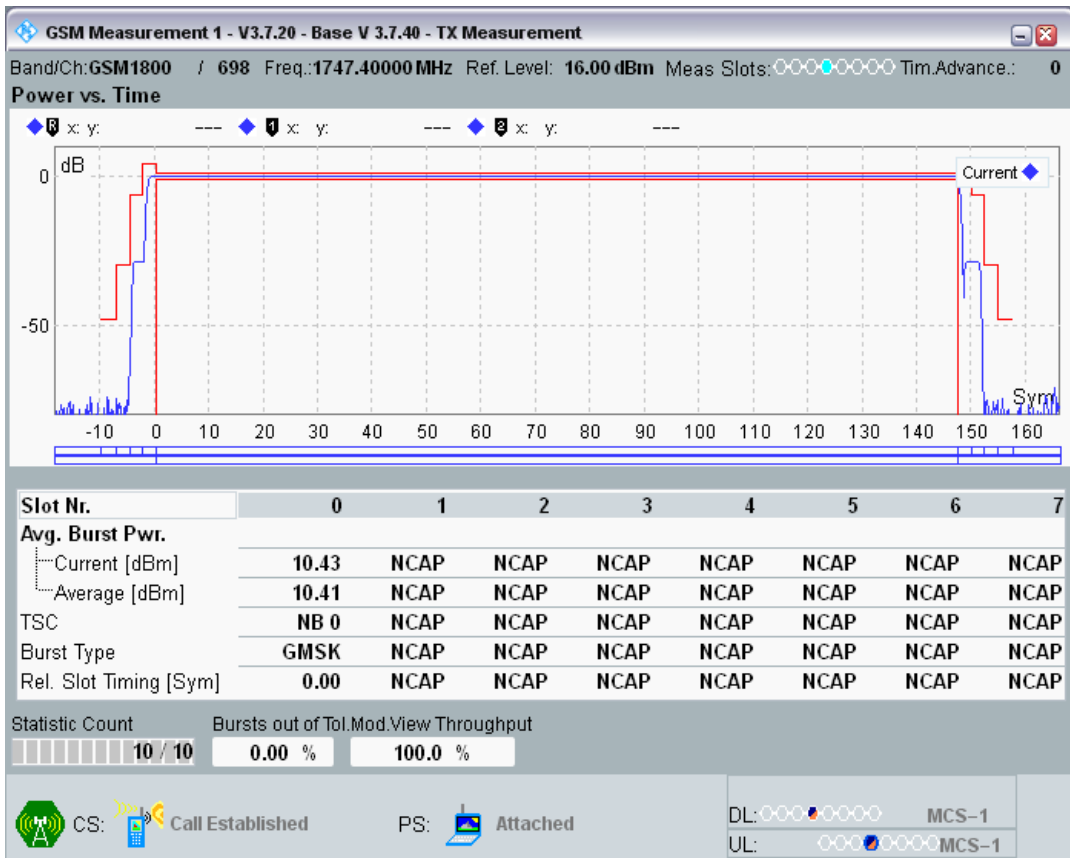 GSM Measurement 1 - V3.7.20 - Base V 3.7.40 - TX Measurement
Band/Ch:GSM1800 / 698 Freq.:1747.40000 MHz Ref. Level: 16.00 dBm Meas Slots: Tim.Advance.: 0
Power vs. Time
R x: y: --- 1 x: y: --- 2 x: y: ---
dB
Current
0
-50
Sym
-10 0 10 20 30 40 50 60 70 80 90 100 110 120 130 140 150 160
Slot Nr. 0 1 2 3 4 5 6 7
Avg. Burst Pwr.
Current [dBm] 10.43 NCAP NCAP NCAP NCAP NCAP NCAP NCAP
Average [dBm] 10.41 NCAP NCAP NCAP NCAP NCAP NCAP NCAP
TSC NB 0 NCAP NCAP NCAP NCAP NCAP NCAP NCAP
Burst Type GMSK NCAP NCAP NCAP NCAP NCAP NCAP NCAP
Rel. Slot Timing [Sym] 0.00 NCAP NCAP NCAP NCAP NCAP NCAP NCAP
Statistic Count Bursts out of Tol.Mod.View Throughput
10 / 10 0.00 % 100.0 %
CS: Call Established PS: Attached
DL: MCS-1
UL: MCS-1